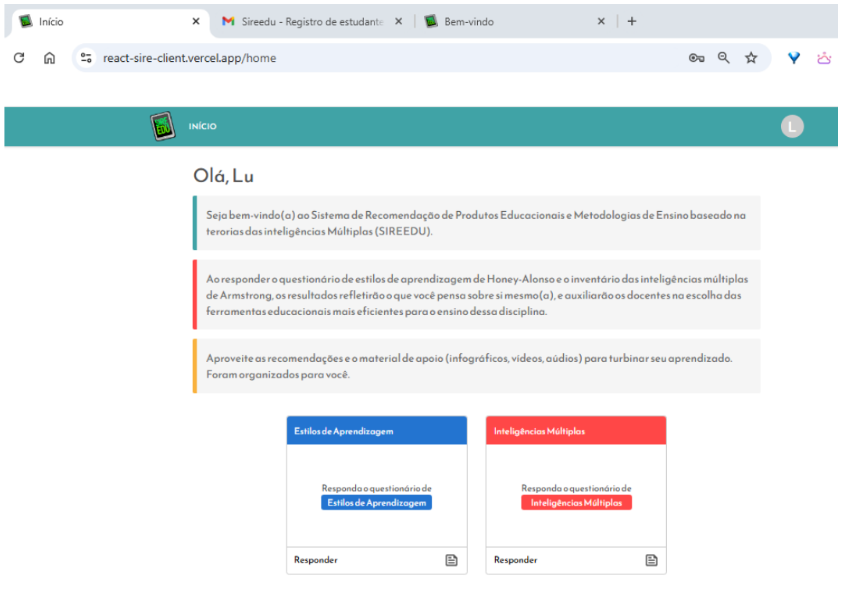 Início
Sireedu - Registro de estudante
Bem-vindo
react-sire-client.vercel.app/home
SIRE
EDU
INÍCIO
L
Olá, Lu
Seja bem-vindo(a) ao Sistema de Recomendação de Produtos Educacionais e Metodologias de Ensino baseado na
terorias das inteligências Múltiplas (SIREEDU).
Ao responder o questionário de estilos de aprendizagem de Honey-Alonso e o inventário das inteligências múltiplas
de Armstrong, os resultados refletirão o que você pensa sobre si mesmo(a), e auxiliarão os docentes na escolha das
ferramentas educacionais mais eficientes para o ensino dessa disciplina.
Aproveite as recomendações e o material de apoio (infográficos, vídeos, aúdios) para turbinar seu aprendizado.
Foram organizados para você.
Estilos de Aprendizagem
Responda o questionário de
Estilos de Aprendizagem
Responder
Inteligências Múltiplas
Responda o questionário de
Inteligências Múltiplas
Responder